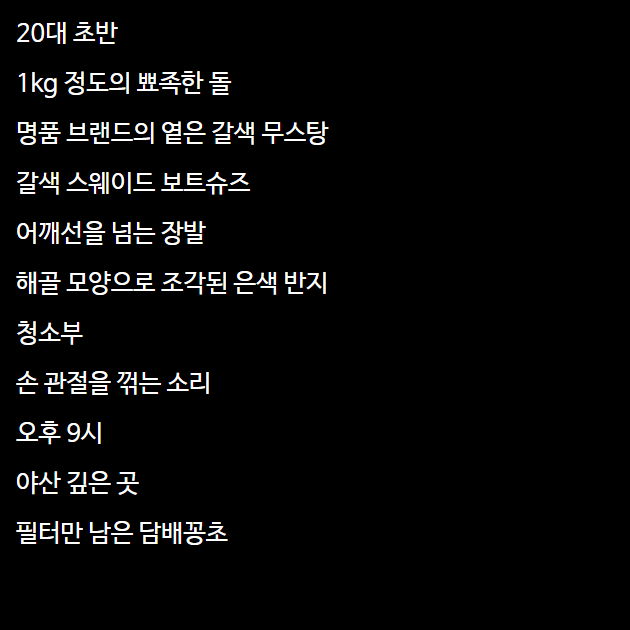 20대 초반
1kg 정도의 뾰족한 돌
명품 브랜드의 옅은 갈색 무스탕
갈색 스웨이드 보트슈즈
어깨선을 넘는 장발
해골 모양으로 조각된 은색 반지
청소부
손 관절을 꺾는 소리
오후 9시
야산 깊은 곳
필터만 남은 담배꽁초